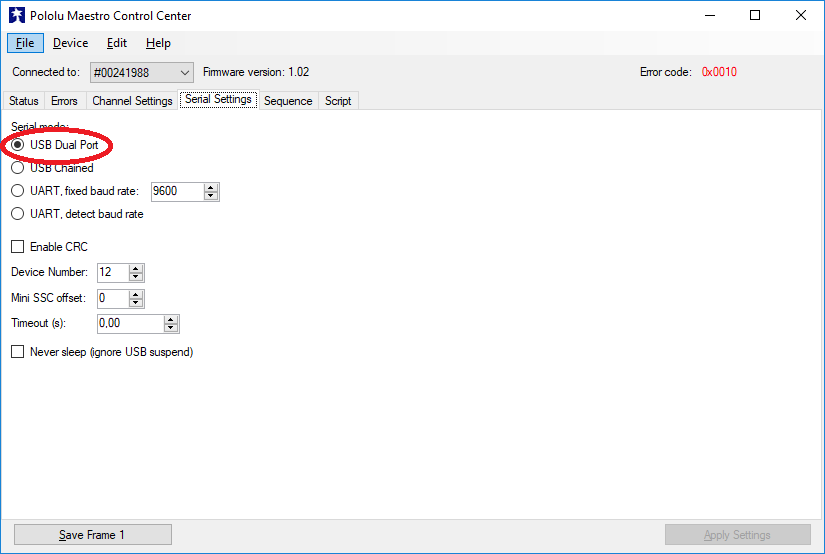 Pololu Maestro Control Center
File Device Edit Help
Connected to: #00241988 Firmware version: 1.02 Error code: 0x0010
Status Errors Channel Settings Serial Settings Sequence Script
Serial mode:
USB Dual Port
USB Chained
UART, fixed baud rate: 9600
UART, detect baud rate
Enable CRC
Device Number: 12
Mini SSC offset: 0
Timeout (s): 0,00
Never sleep (ignore USB suspend)
Save Frame 1 Apply Settings